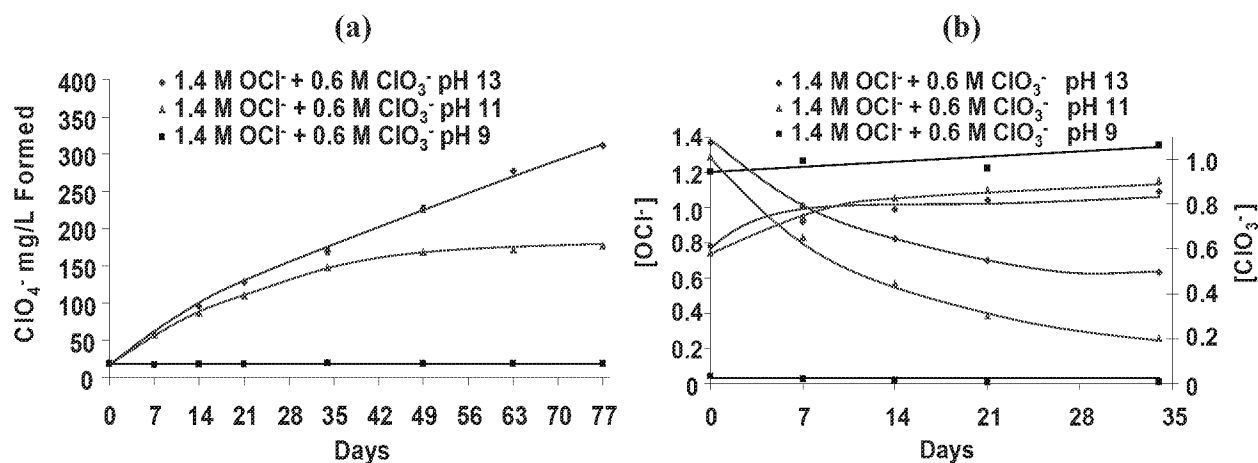 (a)
400
350
300
250
200
150
100
50
0
ClO₄⁻ mg/L Formed
1.4 M OCl⁻ + 0.6 M ClO₃⁻ pH 13
1.4 M OCl⁻ + 0.6 M ClO₃⁻ pH 11
1.4 M OCl⁻ + 0.6 M ClO₃⁻ pH 9
0 7 14 21 28 35 42 49 56 63 70 77
Days
(b)
1.4 M OCl⁻ + 0.6 M ClO₃⁻ pH 13
1.4 M OCl⁻ + 0.6 M ClO₃⁻ pH 11
1.4 M OCl⁻ + 0.6 M ClO₃⁻ pH 9
1.4
1.2
1.0
0.8
0.6
0.4
0.2
0
[OCl⁻]
1.0
0.8
0.6
0.4
0.2
0
[ClO₃⁻]
0 7 14 21 28 35
Days